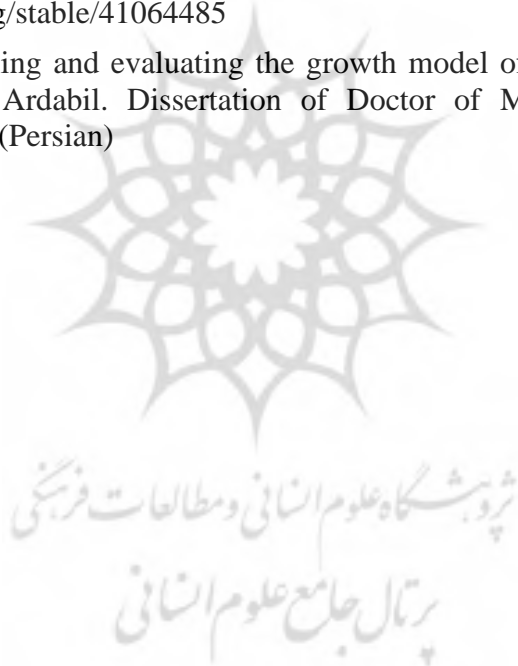 g/stable/41064485
ing and evaluating the growth model of
Ardabil. Dissertation of Doctor of M
(Persian)
پژوهشگاه علوم انسانی و مطالعات فرهنگی
پرتال جامع علوم انسانی